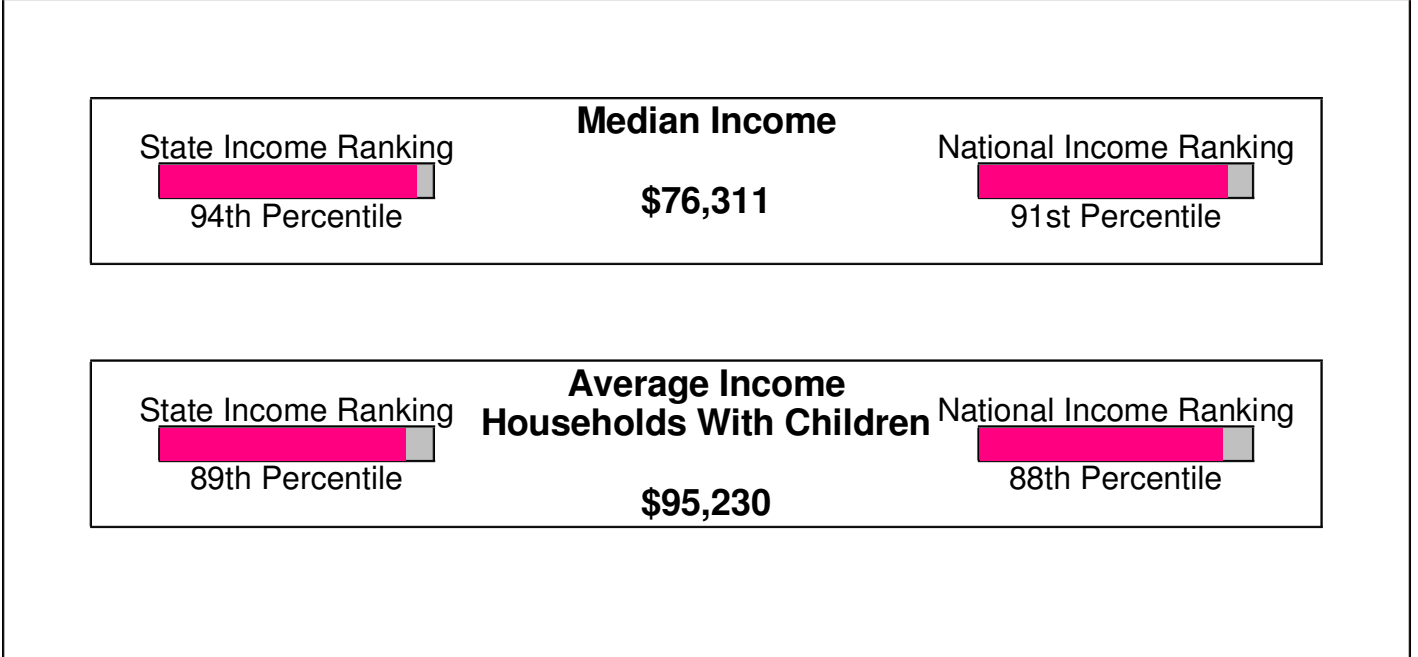 Median Income
State Income Ranking
94th Percentile
$76,311
National Income Ranking
91st Percentile
Average Income
Households With Children
State Income Ranking
89th Percentile
$95,230
National Income Ranking
88th Percentile